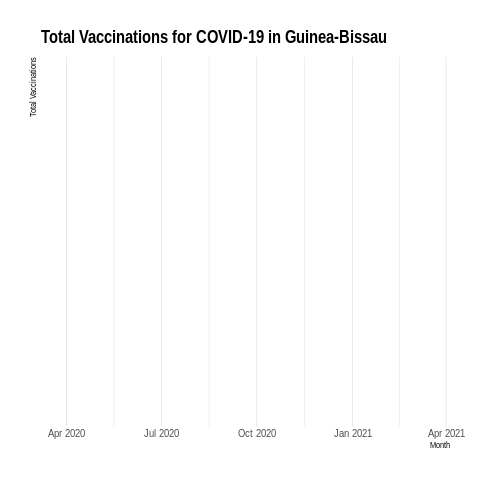 Total Vaccinations for COVID-19 in Guinea-Bissau
Total Vaccinations
Apr 2020
Jul 2020
Oct 2020
Jan 2021
Apr 2021
Month